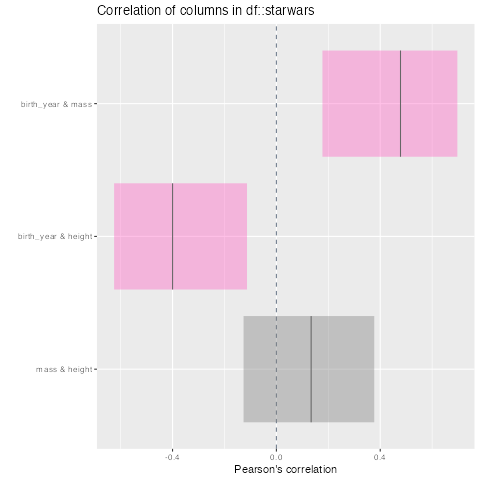 Correlation of columns in df::starwars
birth_year & mass
birth_year & height
mass & height
-0.4 0.0 0.4
Pearson's correlation